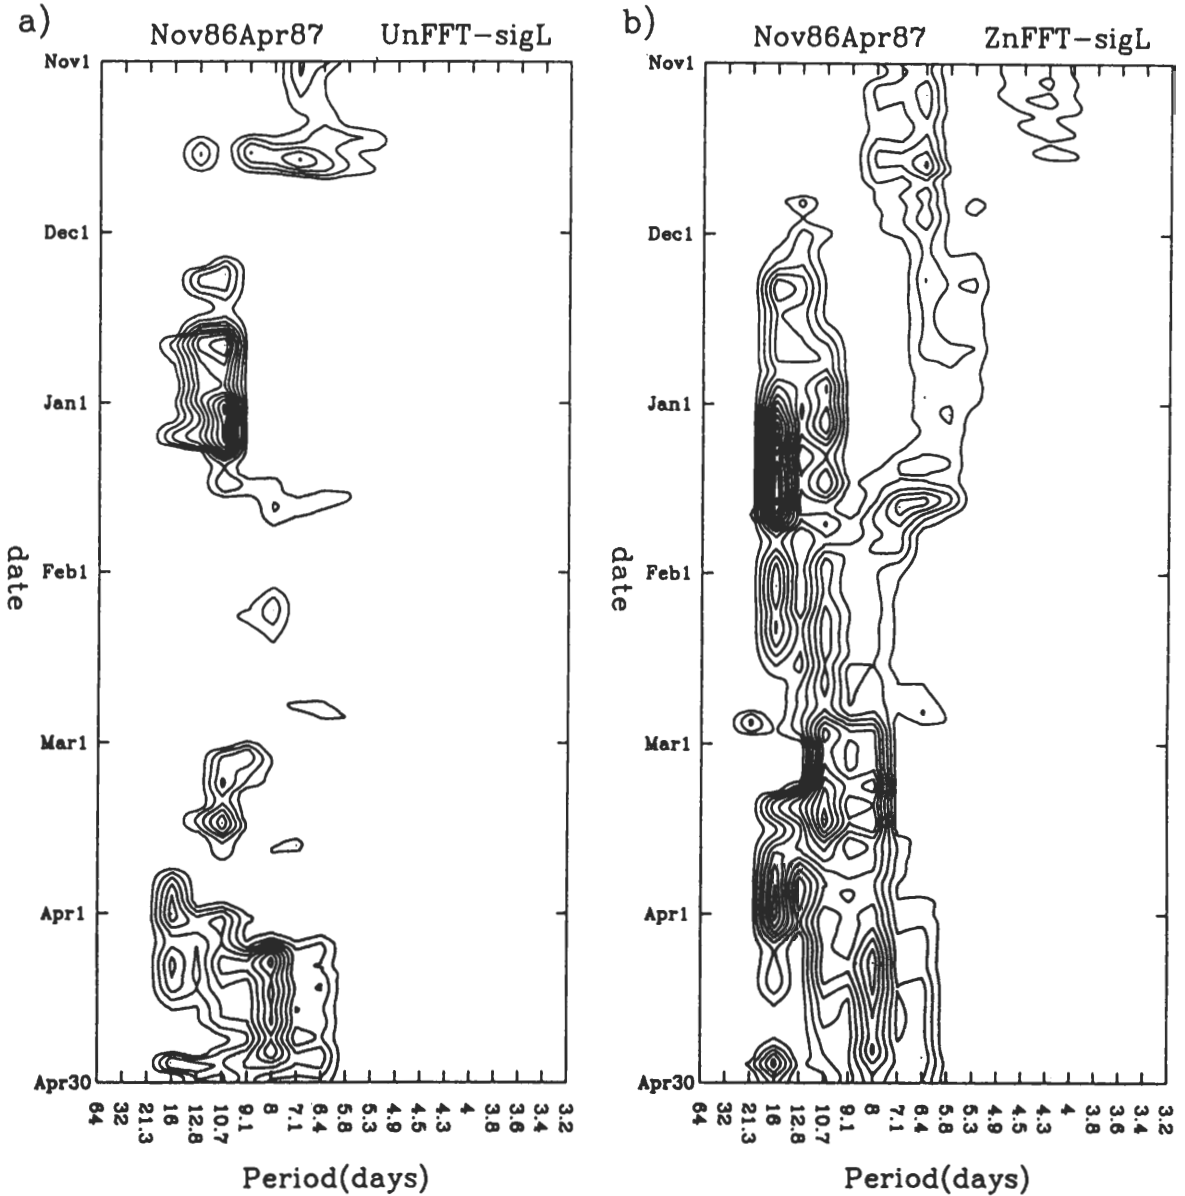 a) Nov86Apr87 UnFFT-sigL
Nov1
Dec1
Jan1
Feb1
Mar1
Apr1
Apr30
date
64 32 21.3 16 12.8 10.7 9.1 8 7.1 6.4 5.8 5.3 4.9 4.3 4 3.8 3.6 3.4 3.2
Period(days)
b) Nov86Apr87 ZnFFT-sigL
Nov1
Dec1
Jan1
Feb1
Mar1
Apr1
Apr30
date
64 32 21.3 16 12.8 10.7 9.1 8 7.1 6.4 5.8 5.3 4.9 4.3 4 3.8 3.6 3.4 3.2
Period(days)